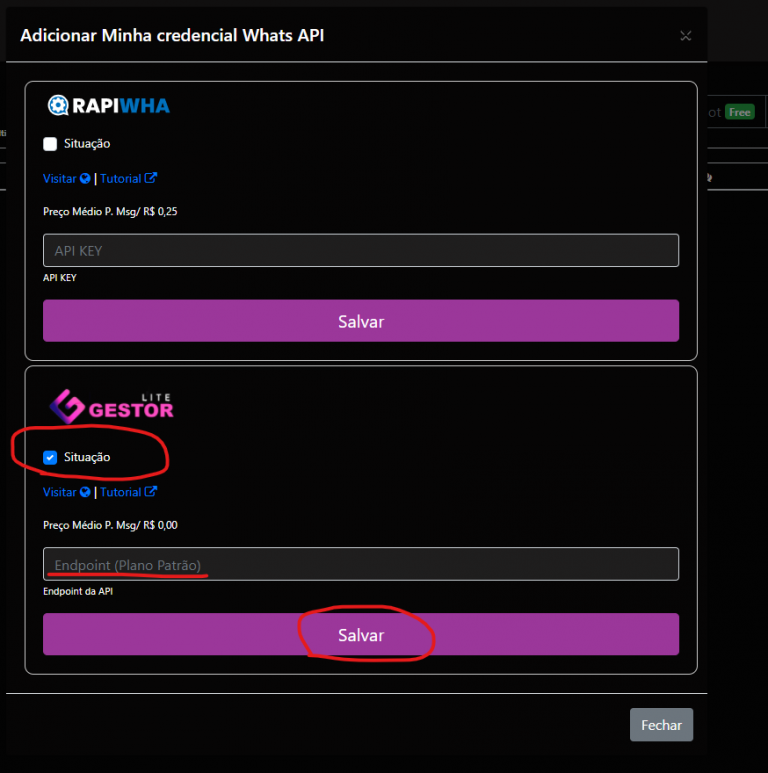 Adicionar Minha credencial Whats API
ot Free
RAPIWHA
Situação
Visitar | Tutorial
Preço Médio P. Msg/ R$ 0,25
API KEY
API KEY
Salvar
LITE
GESTOR
Situação
Visitar | Tutorial
Preço Médio P. Msg/ R$ 0,00
Endpoint (Plano Patrão)
Endpoint da API
Salvar
Fechar